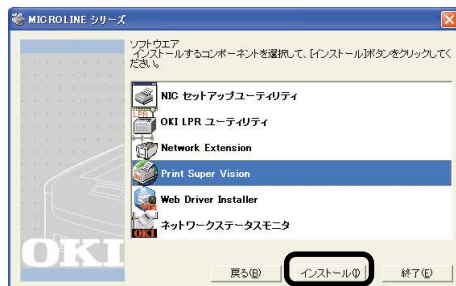 MICROLINE シリーズ
ソフトウエア
インストールするコンポーネントを選択して、[インストール]ボタンをクリックしてく
ださい。
NIC セットアップユーティリティ
LPR
OKI LPR ユーティリティ
Network Extension
Print Super Vision
Web Driver Installer
OKI
ネットワークステータスモニタ
OKI
戻る(B)
インストール(I)
終了(E)